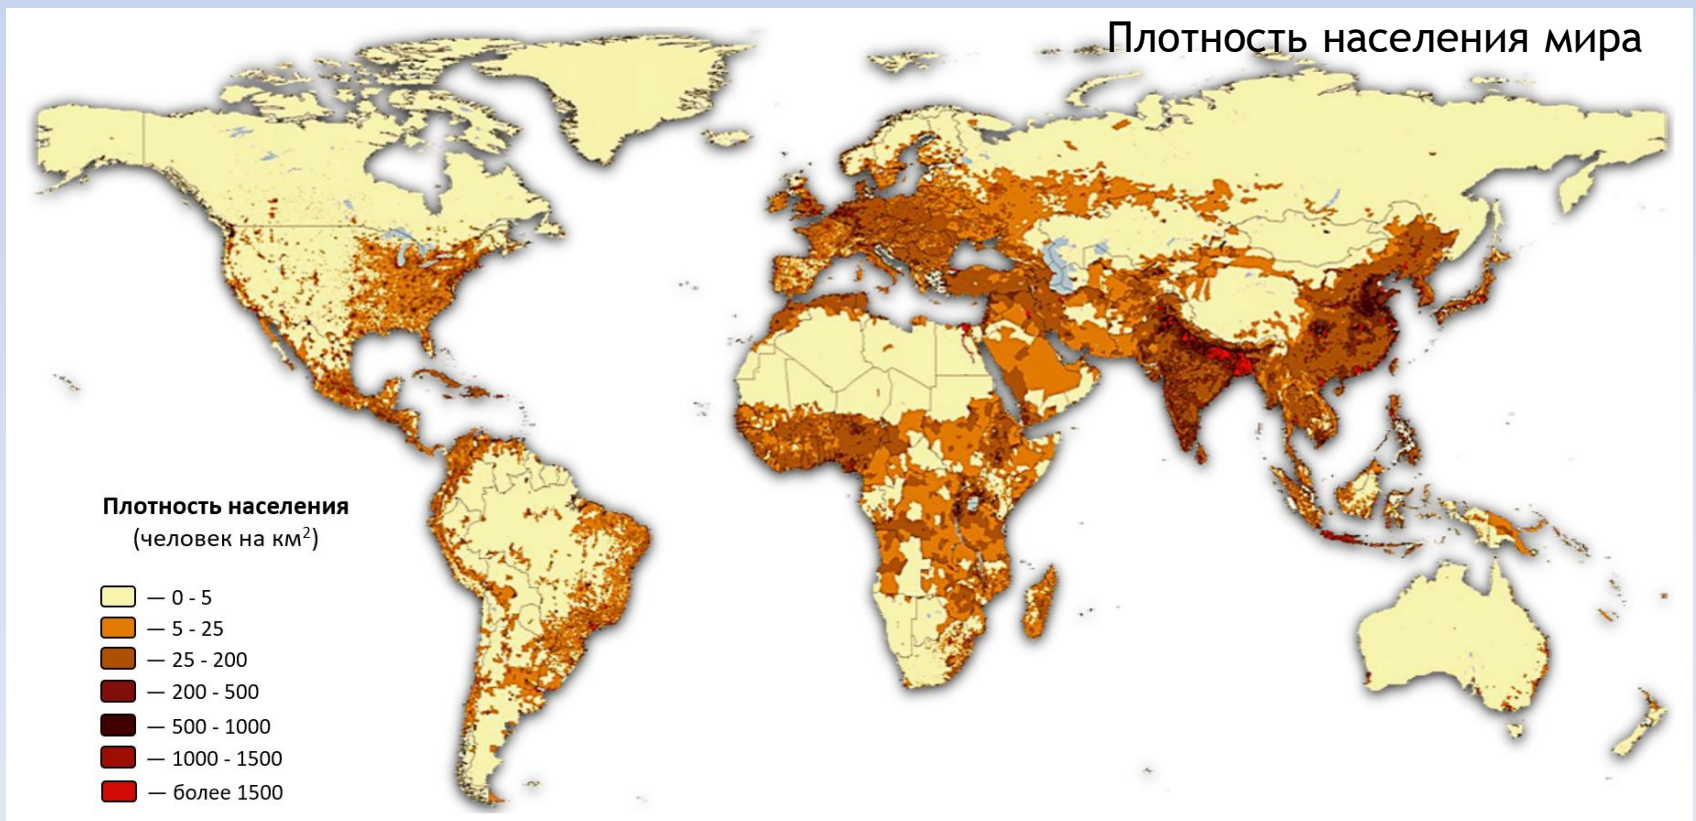 Плотность населения мира
Плотность населения
(человек на км²)
— 0 - 5
— 5 - 25
— 25 - 200
— 200 - 500
— 500 - 1000
— 1000 - 1500
— более 1500